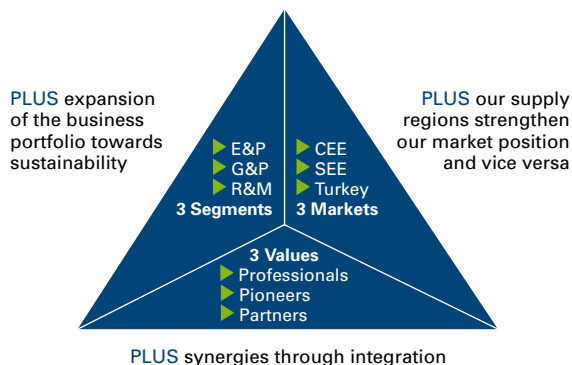 PLUS expansion
of the business
portfolio towards
sustainability
PLUS our supply
regions strengthen
our market position
and vice versa
E&P
G&P
R&M
3 Segments
CEE
SEE
Turkey
3 Markets
3 Values
Professionals
Pioneers
Partners
PLUS synergies through integration